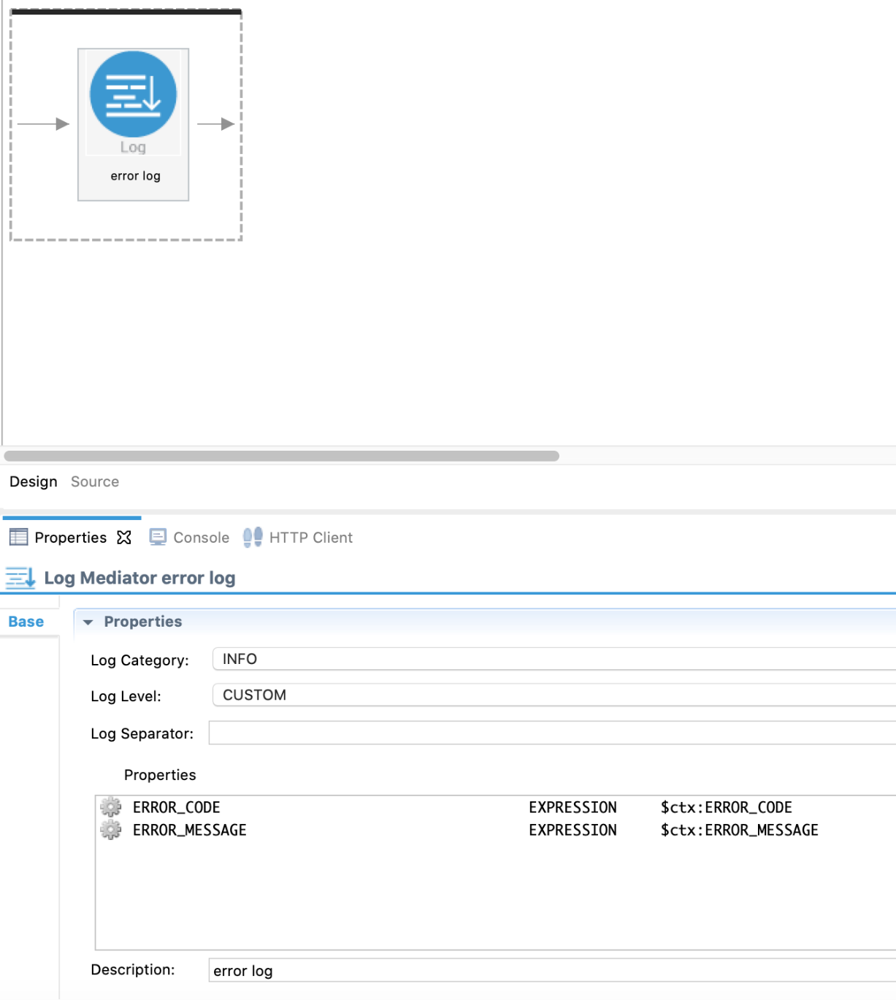 Log
error log
Design Source
Properties Console HTTP Client
Log Mediator error log
Base
Properties
Log Category: INFO
Log Level: CUSTOM
Log Separator:
Properties
ERROR_CODE EXPRESSION $ctx:ERROR_CODE
ERROR_MESSAGE EXPRESSION $ctx:ERROR_MESSAGE
Description: error log